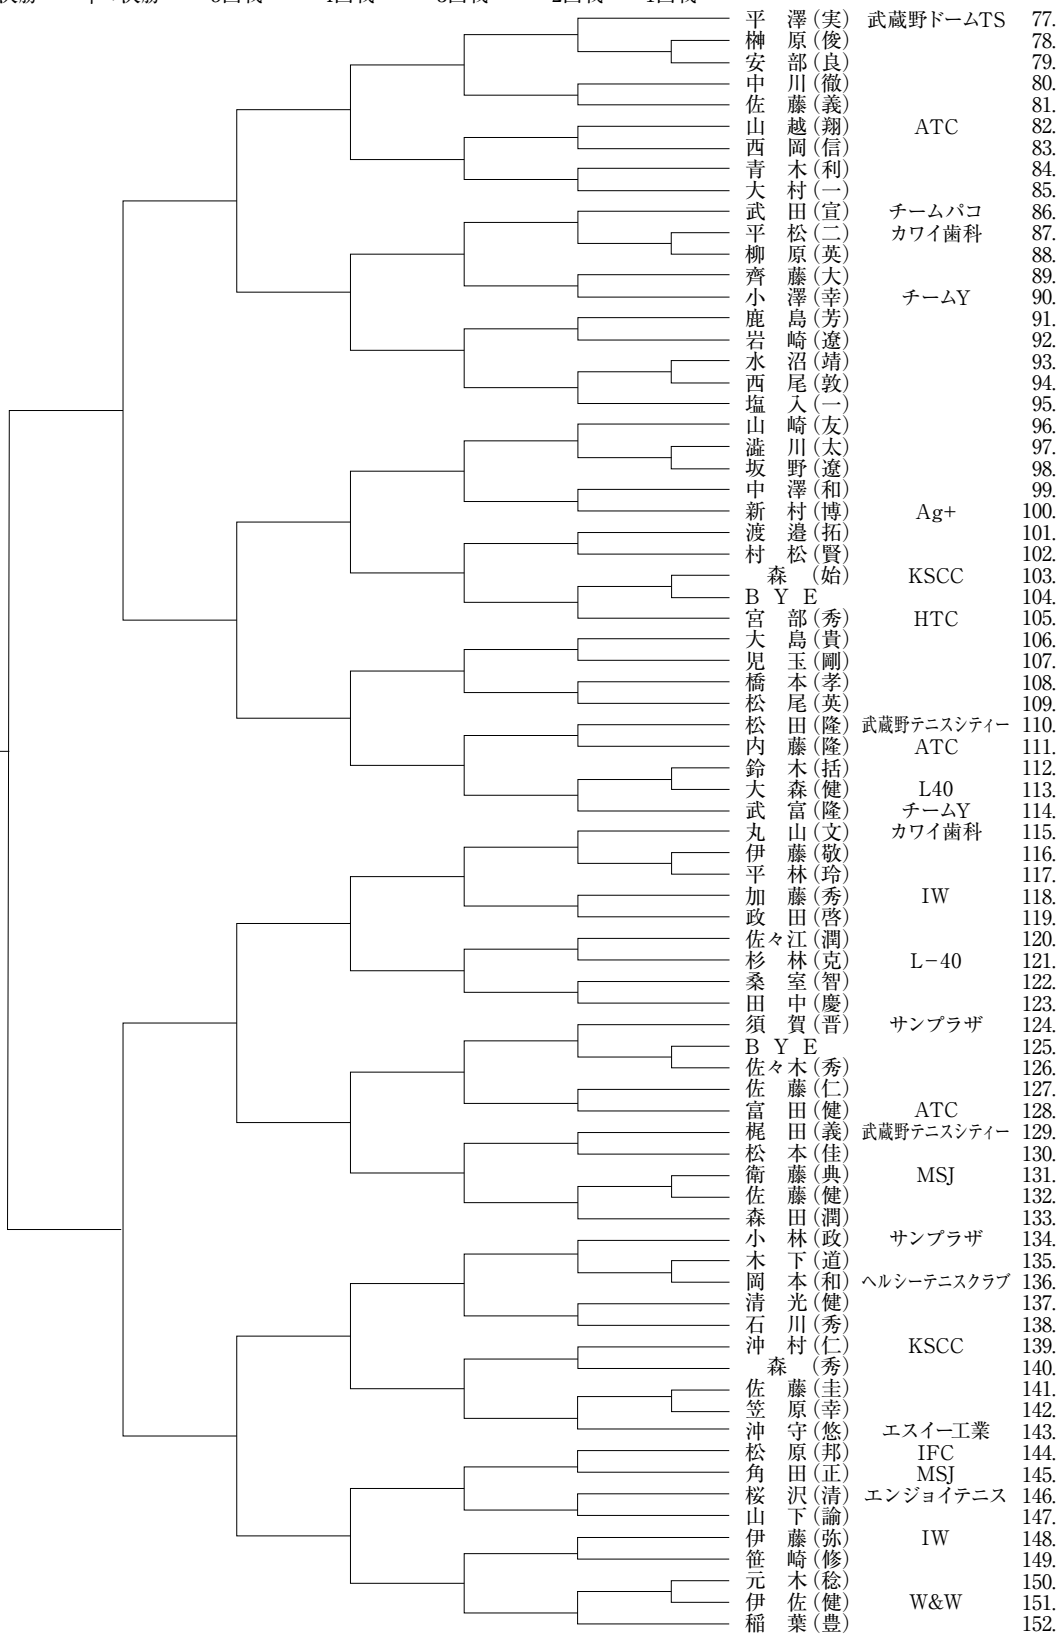 平 澤(実) 武蔵野ドームTS 77.
榊 原(俊) 78.
安 部(良) 79.
中 川(徹) 80.
佐 藤(義) 81.
山 越(翔) ATC 82.
西 岡(信) 83.
青 木(利) 84.
大 村(一) 85.
武 田(宣) チームパコ 86.
平 松(二) カワイ歯科 87.
柳 原(英) 88.
齊 藤(大) 89.
小 澤(幸) チームY 90.
鹿 島(芳) 91.
岩 崎(遼) 92.
水 沼(靖) 93.
西 尾(敦) 94.
塩 入(一) 95.
山 崎(友) 96.
澁 川(太) 97.
坂 野(遼) 98.
中 澤(和) 99.
新 村(博) Ag+ 100.
渡 邉(拓) 101.
村 松(賢) 102.
森 (始) KSCC 103.
B Y E 104.
宮 部(秀) HTC 105.
大 島(貴) 106.
児 玉(剛) 107.
橋 本(孝) 108.
松 尾(英) 109.
松 田(隆) 武蔵野テニスシティー 110.
内 藤(隆) ATC 111.
鈴 木(括) 112.
大 森(健) L40 113.
武 富(隆) チームY 114.
丸 山(文) カワイ歯科 115.
伊 藤(敬) 116.
平 林(玲) 117.
加 藤(秀) IW 118.
政 田(啓) 119.
佐々江(潤) 120.
杉 林(克) L-40 121.
桑 室(智) 122.
田 中(慶) 123.
須 賀(晋) サンプラザ 124.
B Y E 125.
佐々木(秀) 126.
佐 藤(仁) 127.
富 田(健) ATC 128.
梶 田(義) 武蔵野テニスシティー 129.
松 本(佳) 130.
衛 藤(典) MSJ 131.
佐 藤(健) 132.
森 田(潤) 133.
小 林(政) サンプラザ 134.
木 下(道) 135.
岡 本(和) ヘルシーテニスクラブ 136.
清 光(健) 137.
石 川(秀) 138.
沖 村(仁) KSCC 139.
森 (秀) 140.
佐 藤(圭) 141.
笠 原(幸) 142.
沖 守(悠) エスイー工業 143.
松 原(邦) IFC 144.
角 田(正) MSJ 145.
桜 沢(清) エンジョイテニス 146.
山 下(諭) 147.
伊 藤(弥) IW 148.
笹 崎(修) 149.
元 木(稔) 150.
伊 佐(健) W&W 151.
稲 葉(豊) 152.